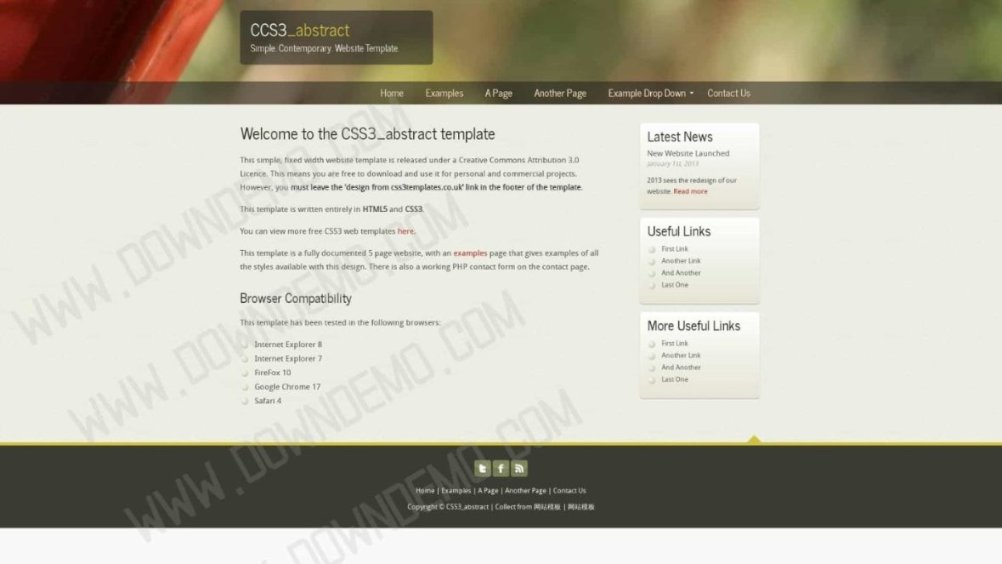 CCS3_abstract
Simple. Contemporary. Website Template
Home Examples A Page Another Page Example Drop Down Contact Us
Welcome to the CSS3_abstract template
This simple, fixed width website template is released under a Creative Commons Attribution 3.0
Licence. This means you are free to download and use it for personal and commercial projects.
However, you must leave the 'design from css3templates.co.uk' link in the footer of the template.
This template is written entirely in HTML5 and CSS3.
You can view more free CSS3 web templates here.
This template is a fully documented 5 page website, with an examples page that gives examples of all
the styles available with this design. There is also a working PHP contact form on the contact page.
Browser Compatibility
This template has been tested in the following browsers:
Internet Explorer 8
Internet Explorer 7
FireFox 10
Google Chrome 17
Safari 4
Latest News
New Website Launched
January 1st, 2013
2013 sees the redesign of our
website. Read more
Useful Links
First Link
Another Link
And Another
Last One
More Useful Links
First Link
Another Link
And Another
Last One
Home | Examples | A Page | Another Page | Contact Us
Copyright © CSS3_abstract | Collect from 网站模板 | 网站模板
WWW.DOWNDEMO.COM
WWW.DOWNDEMO.COM
WWW.DOWNDEMO.COM
WWW.DOWNDEMO.COM